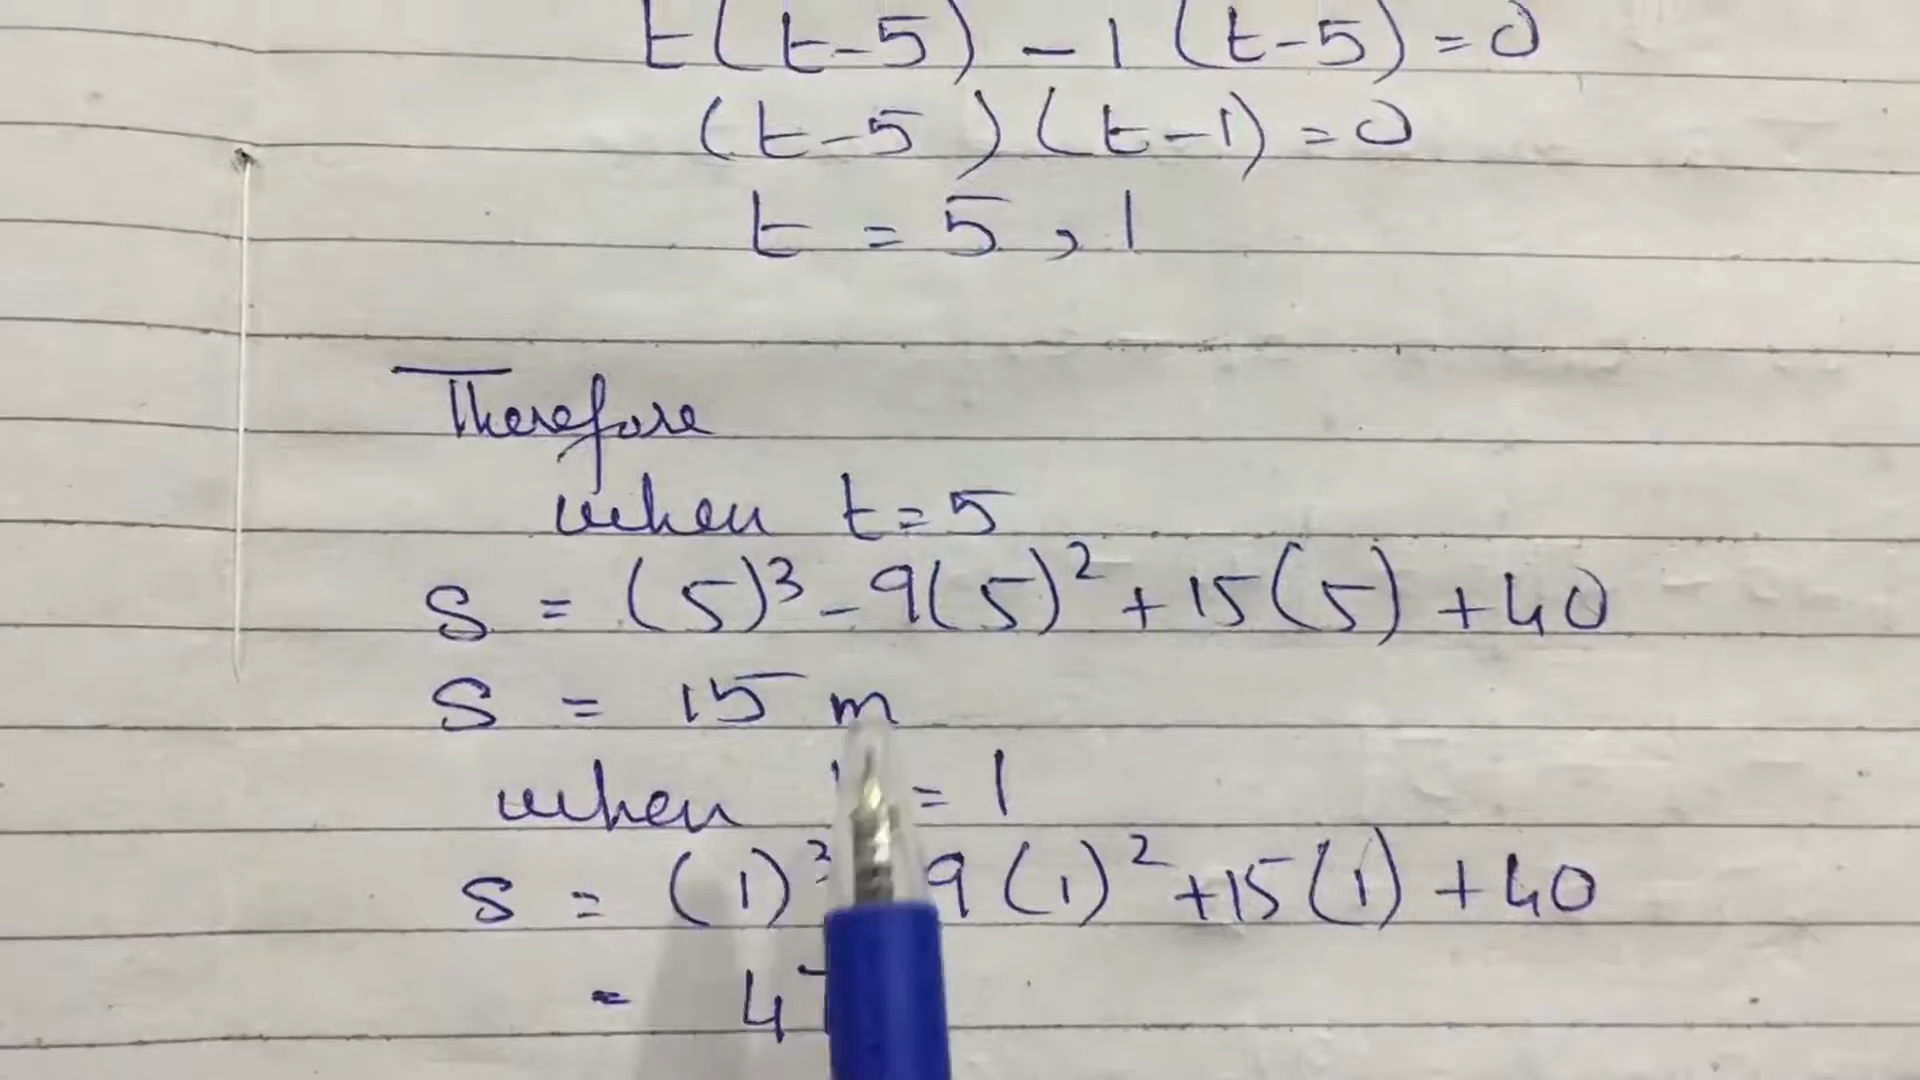 t(t-5) -1(t-5)=0
(t-5)(t-1)=0
t = 5, 1
Therefore
when t=5
S = (5)³-9(5)²+15(5)+40
S = 15 m
when = 1
S = (1) 9(1)²+15(1)+40
= 4